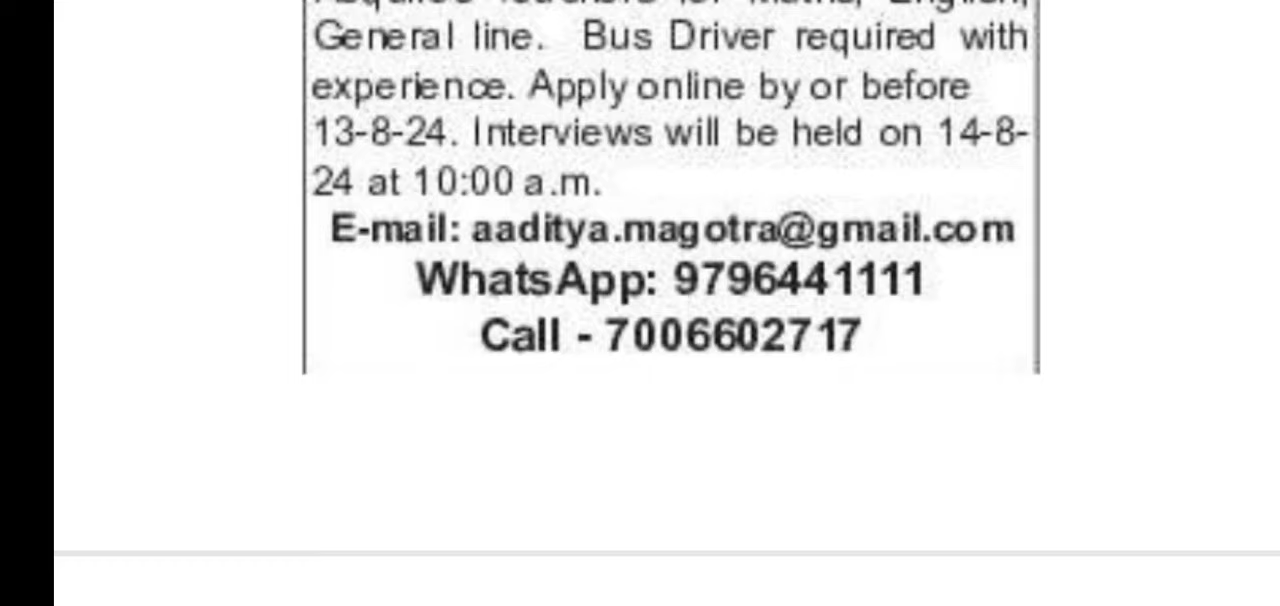 General line. Bus Driver required with
experience. Apply online by or before
13-8-24. Interviews will be held on 14-8-
24 at 10:00 a.m.
E-mail: aaditya.magotra@gmail.com
WhatsApp: 9796441111
Call - 7006602717